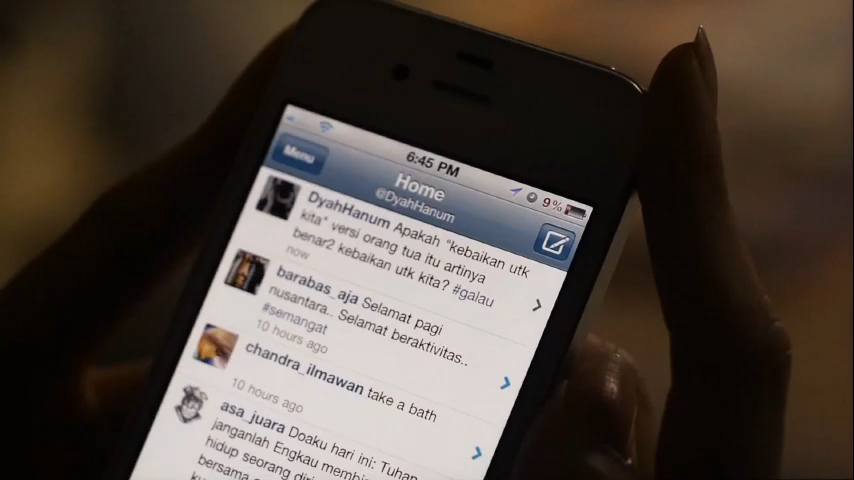 6:45 PM
9%
Menu
Home
@DyahHanum
DyahHanum Apakah "kebaikan utk
kita" versi orang tua itu artinya
benar2 kebaikan utk kita? #galau
now
barabas_aja Selamat pagi
nusantara.. Selamat beraktivitas..
#semangat
10 hours ago
chandra_ilmawan take a bath
10 hours ago
asa_juara Doaku hari ini: Tuhan
janganlah Engkau membi
hidup seorang diri
bersama